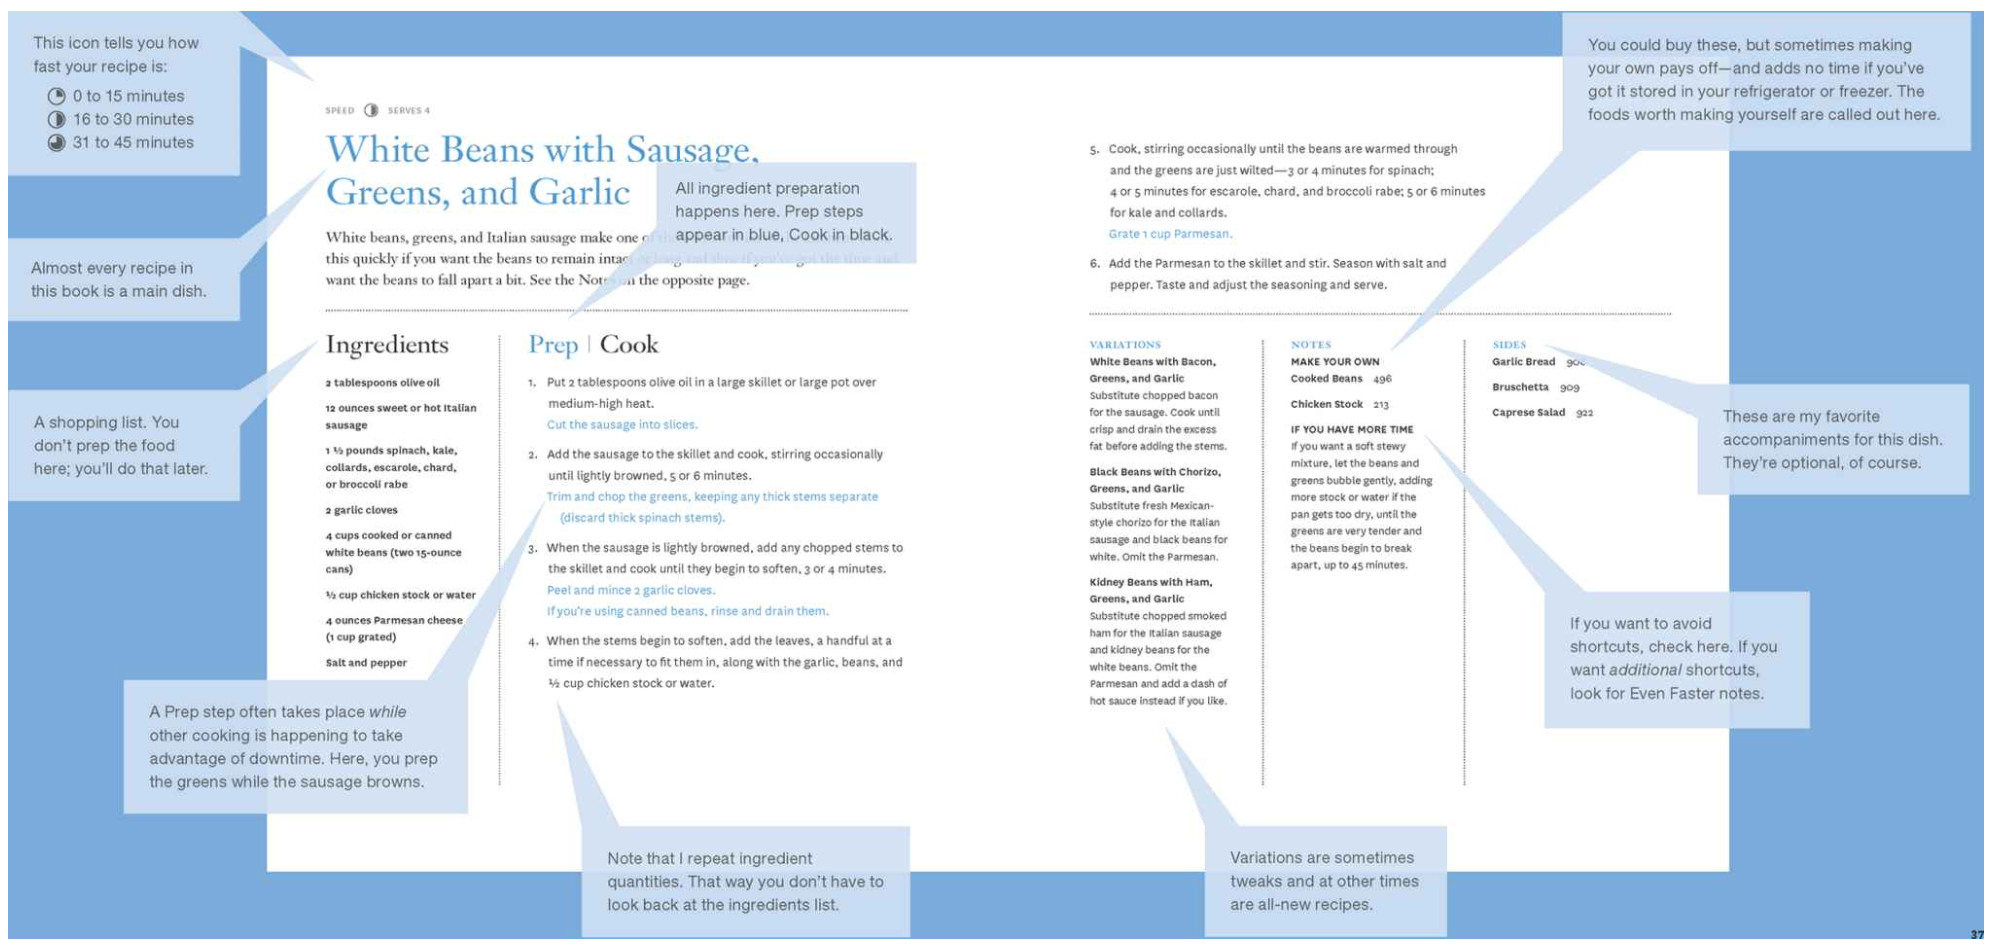 This icon tells you how
fast your recipe is:
0 to 15 minutes
16 to 30 minutes
31 to 45 minutes
Almost every recipe in
this book is a main dish.
A shopping list. You
don't prep the food
here; you'll do that later.
A Prep step often takes place while
other cooking is happening to take
advantage of downtime. Here, you prep
the greens while the sausage browns.
SPEED SERVES 4
White Beans with Sausage,
Greens, and Garlic
All ingredient preparation
happens here. Prep steps
appear in blue, Cook in black.
White beans, greens, and Italian sausage make one
this quickly if you want the beans to remain intact
want the beans to fall apart a bit. See the Notes on the opposite page.
Ingredients
2 tablespoons olive oil
12 ounces sweet or hot Italian
sausage
1 ½ pounds spinach, kale,
collards, escarole, chard,
or broccoli rabe
2 garlic cloves
4 cups cooked or canned
white beans (two 15-ounce
cans)
½ cup chicken stock or water
4 ounces Parmesan cheese
(1 cup grated)
Salt and pepper
Prep | Cook
1. Put 2 tablespoons olive oil in a large skillet or large pot over
medium-high heat.
Cut the sausage into slices.
2. Add the sausage to the skillet and cook, stirring occasionally
until lightly browned, 5 or 6 minutes.
Trim and chop the greens, keeping any thick stems separate
(discard thick spinach stems).
3. When the sausage is lightly browned, add any chopped stems to
the skillet and cook until they begin to soften, 3 or 4 minutes.
Peel and mince 2 garlic cloves.
If you're using canned beans, rinse and drain them.
4. When the stems begin to soften, add the leaves, a handful at a
time if necessary to fit them in, along with the garlic, beans, and
½ cup chicken stock or water.
Note that I repeat ingredient
quantities. That way you don't have to
look back at the ingredients list.
5. Cook, stirring occasionally until the beans are warmed through
and the greens are just wilted—3 or 4 minutes for spinach;
4 or 5 minutes for escarole, chard, and broccoli rabe; 5 or 6 minutes
for kale and collards.
Grate 1 cup Parmesan.
6. Add the Parmesan to the skillet and stir. Season with salt and
pepper. Taste and adjust the seasoning and serve.
VARIATIONS
White Beans with Bacon,
Greens, and Garlic
Substitute chopped bacon
for the sausage. Cook until
crisp and drain the excess
fat before adding the stems.
Black Beans with Chorizo,
Greens, and Garlic
Substitute fresh Mexican-
style chorizo for the Italian
sausage and black beans for
white. Omit the Parmesan.
Kidney Beans with Ham,
Greens, and Garlic
Substitute chopped smoked
ham for the Italian sausage
and kidney beans for the
white beans. Omit the
Parmesan and add a dash of
hot sauce instead if you like.
NOTES
MAKE YOUR OWN
Cooked Beans 496
Chicken Stock 213
IF YOU HAVE MORE TIME
If you want a soft stewy
mixture, let the beans and
greens bubble gently, adding
more stock or water if the
pan gets too dry, until the
greens are very tender and
the beans begin to break
apart, up to 45 minutes.
SIDES
Garlic Bread
Bruschetta 909
Caprese Salad 922
You could buy these, but sometimes making
your own pays off—and adds no time if you've
got it stored in your refrigerator or freezer. The
foods worth making yourself are called out here.
These are my favorite
accompaniments for this dish.
They're optional, of course.
If you want to avoid
shortcuts, check here. If you
want additional shortcuts,
look for Even Faster notes.
Variations are sometimes
tweaks and at other times
are all-new recipes.
37